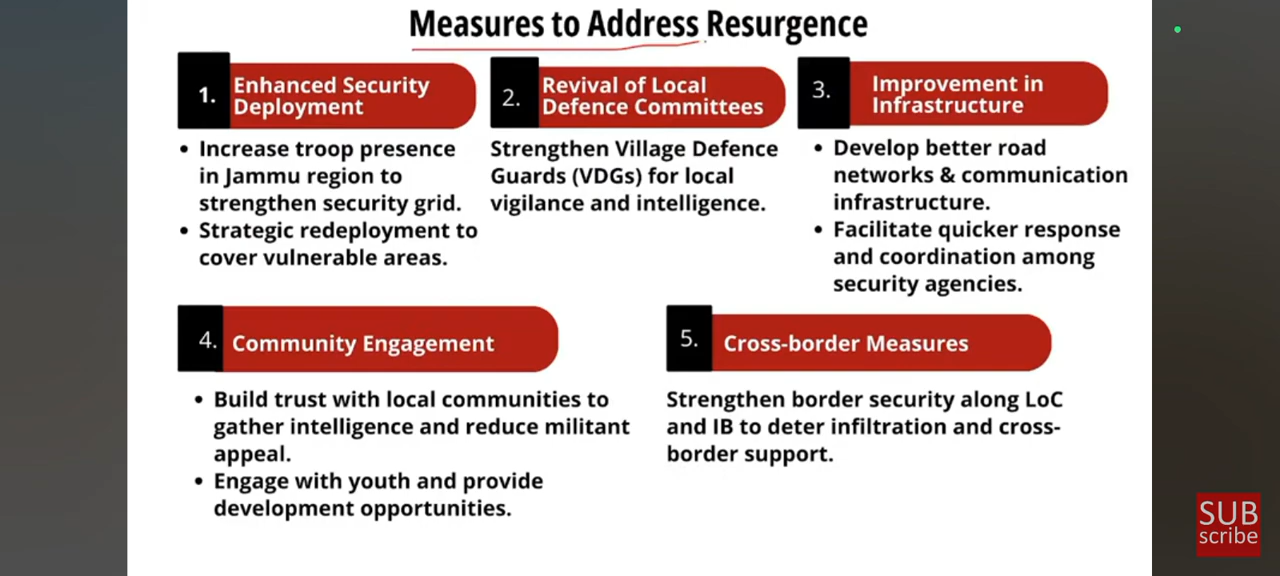 Measures to Address Resurgence
1.
Enhanced Security
Deployment
• Increase troop presence
in Jammu region to
strengthen security grid.
• Strategic redeployment to
cover vulnerable areas.
2.
Revival of Local
Defence Committees
Strengthen Village Defence
Guards (VDGs) for local
vigilance and intelligence.
3.
Improvement in
Infrastructure
• Develop better road
networks & communication
infrastructure.
• Facilitate quicker response
and coordination among
security agencies.
4.
Community Engagement
• Build trust with local communities to
gather intelligence and reduce militant
appeal.
• Engage with youth and provide
development opportunities.
5.
Cross-border Measures
Strengthen border security along LoC
and IB to deter infiltration and cross-
border support.
SUB
scribe